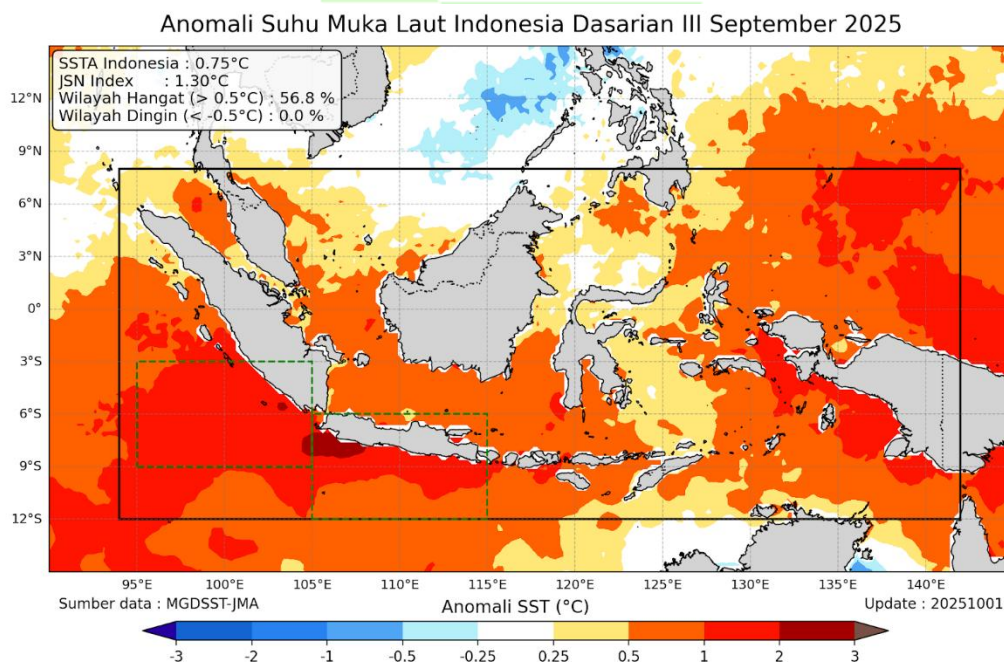 Anomali Suhu Muka Laut Indonesia Dasarian III September 2025
SSTA Indonesia : 0.75°C
JSN Index : 1.30°C
Wilayah Hangat (> 0.5°C) : 56.8 %
Wilayah Dingin (< -0.5°C) : 0.0 %
12°N
9°N
6°N
3°N
0°
3°S
6°S
9°S
12°S
95°E 100°E 105°E 110°E 115°E 120°E 125°E 130°E 135°E 140°E
Sumber data : MGDSST-JMA Anomali SST (°C) Update : 20251001
-3 -2 -1 -0.5 -0.25 0.25 0.5 1 2 3